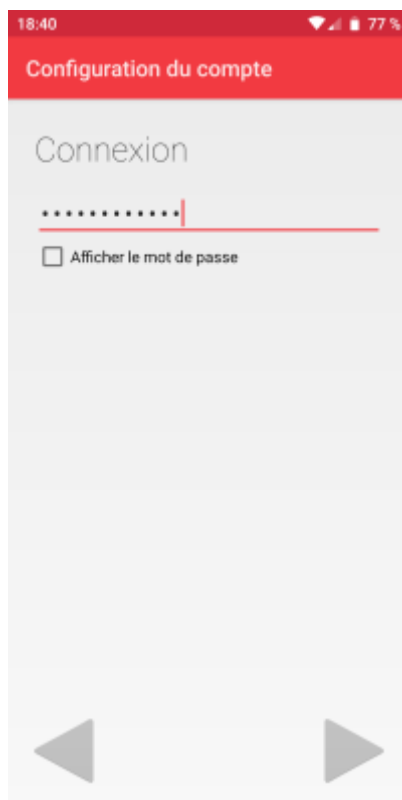 18:40 77 %
Configuration du compte
Connexion
••••••••••••
Afficher le mot de passe